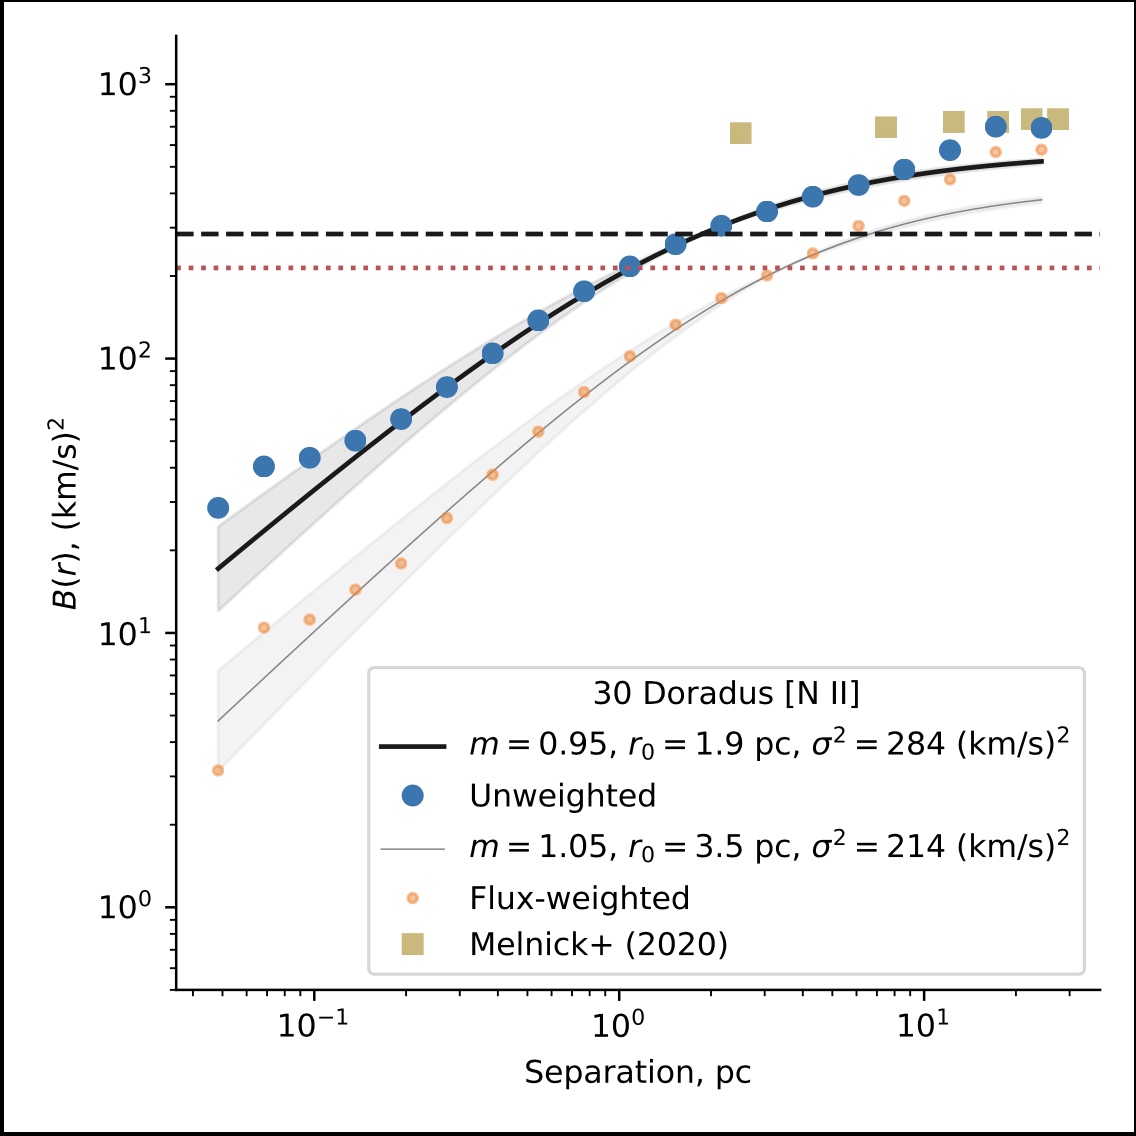 10³
10²
10¹
10⁰
B(r), (km/s)²
30 Doradus [N II]
m = 0.95, r₀ = 1.9 pc, σ² = 284 (km/s)²
Unweighted
m = 1.05, r₀ = 3.5 pc, σ² = 214 (km/s)²
Flux-weighted
Melnick+ (2020)
10⁻¹ 10⁰ 10¹
Separation, pc